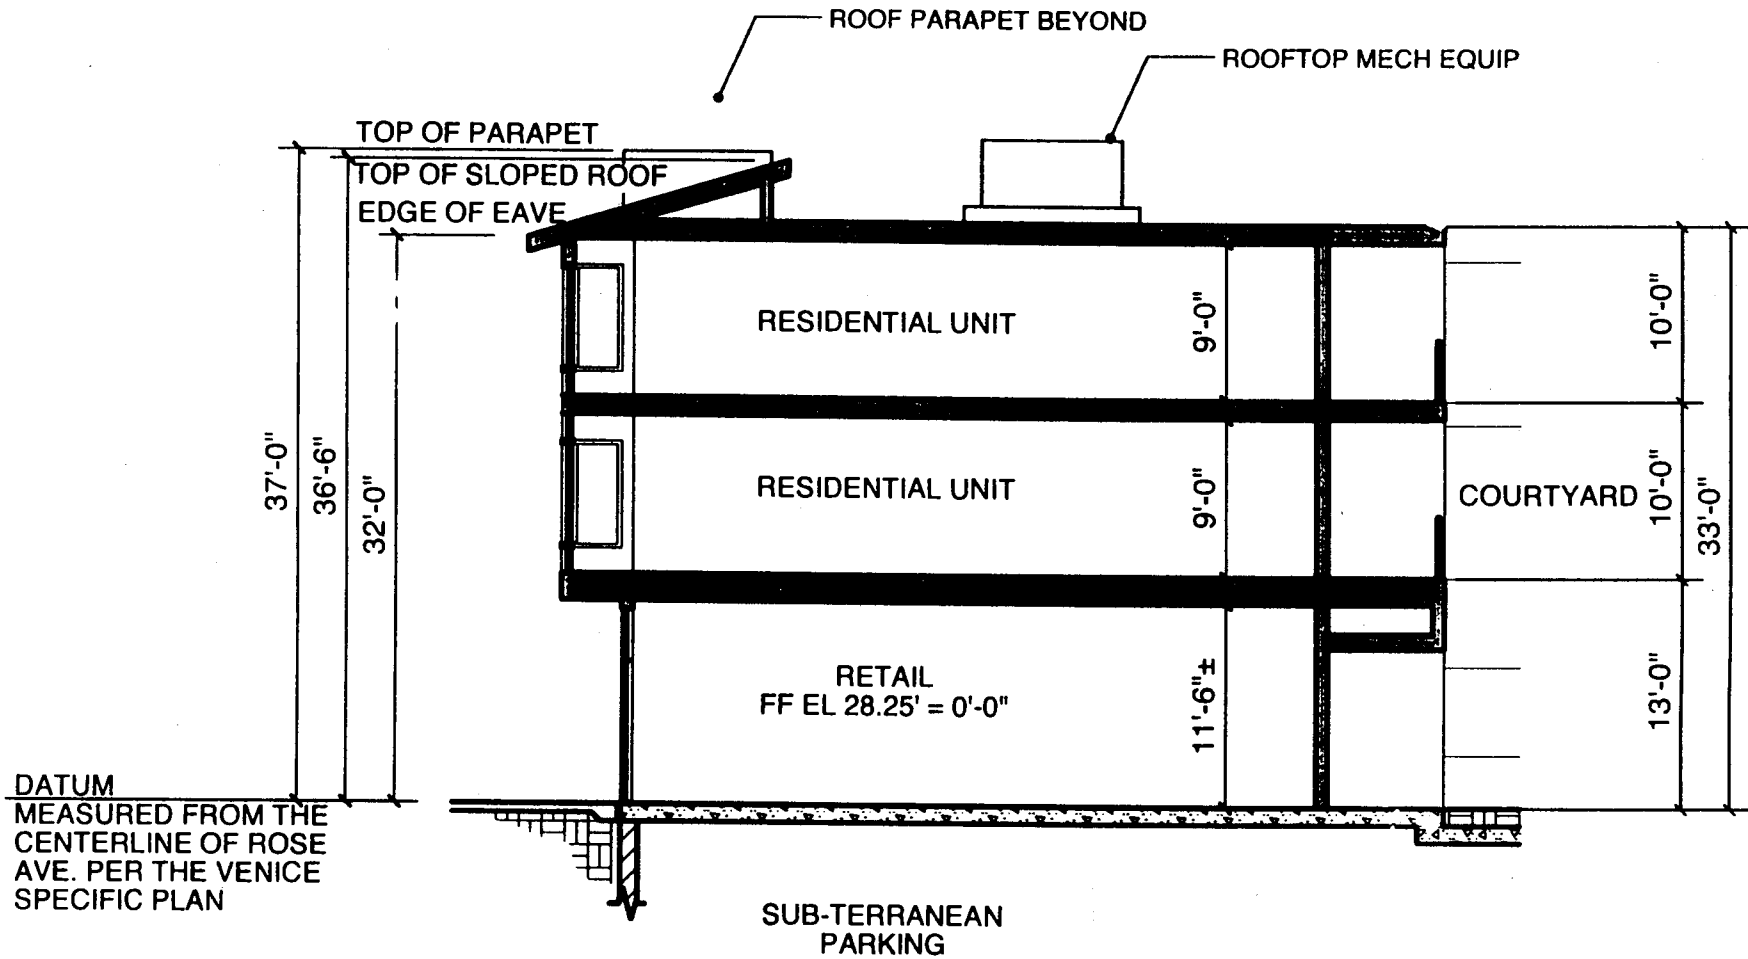 ROOF PARAPET BEYOND
ROOFTOP MECH EQUIP
TOP OF PARAPET
TOP OF SLOPED ROOF
EDGE OF EAVE
RESIDENTIAL UNIT
9'-0"
10'-0"
37'-0"
36'-6"
32'-0"
RESIDENTIAL UNIT
9'-0"
COURTYARD
10'-0"
33'-0"
RETAIL
FF EL 28.25' = 0'-0"
11'-6"±
13'-0"
DATUM
MEASURED FROM THE
CENTERLINE OF ROSE
AVE. PER THE VENICE
SPECIFIC PLAN
SUB-TERRANEAN
PARKING